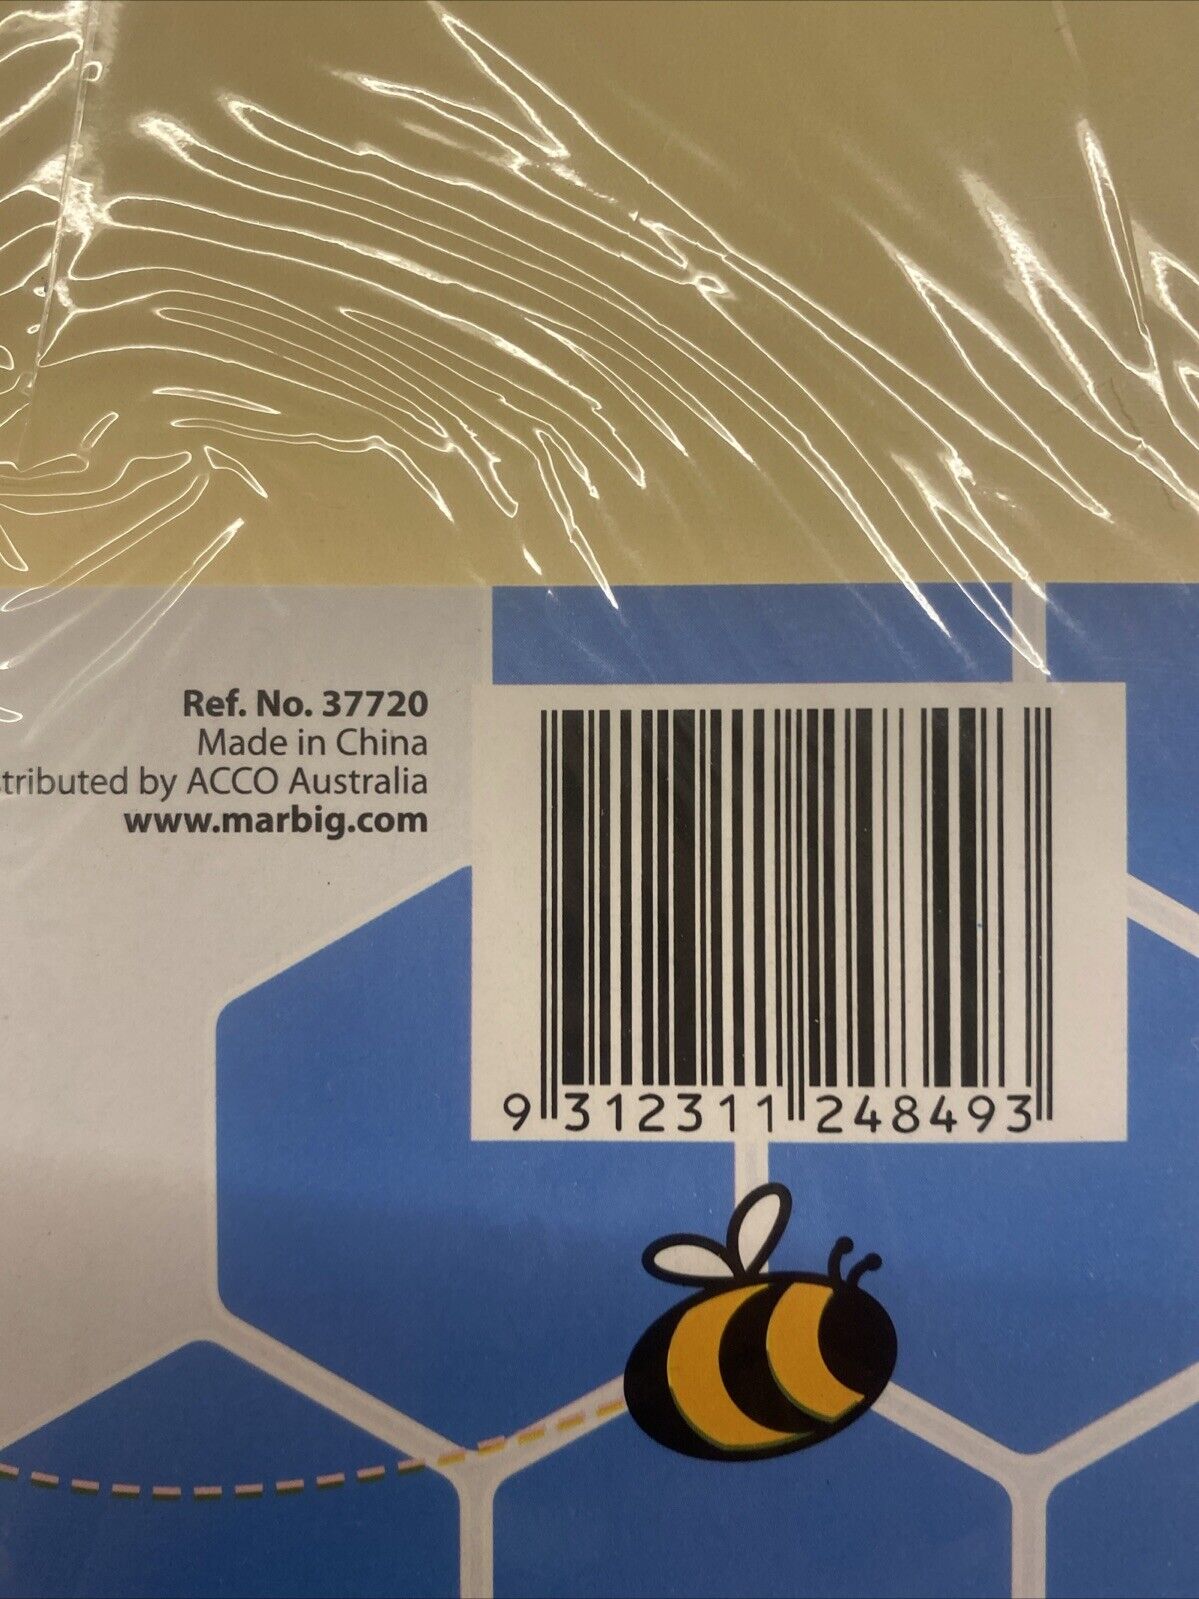 Ref. No. 37720
Made in China
tributed by ACCO Australia
www.marbig.com
9 312311 248493